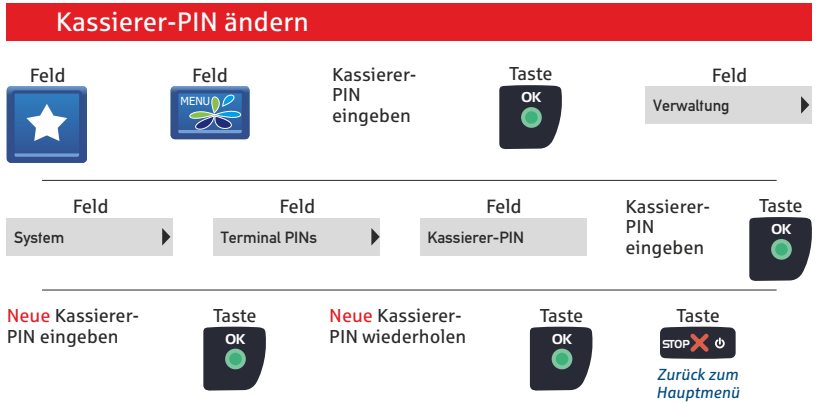 Kassierer-PIN ändern
Feld
Feld
MENU
Kassierer-
PIN
eingeben
Taste
OK
Feld
Verwaltung
Feld
System
Feld
Terminal PINs
Feld
Kassierer-PIN
Kassierer-
PIN
eingeben
Taste
OK
Neue Kassierer-
PIN eingeben
Taste
OK
Neue Kassierer-
PIN wiederholen
Taste
OK
Taste
STOP
Zurück zum
Hauptmenü